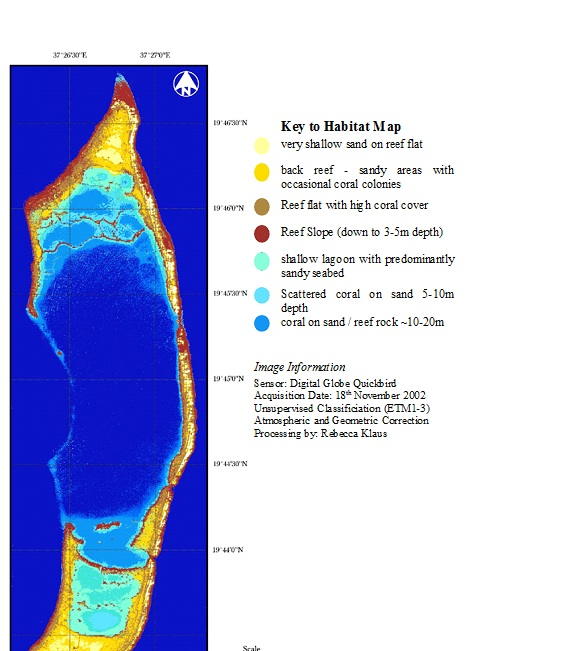 37°26'30"E 37°27'0"E
19°46'30"N
Key to Habitat Map
very shallow sand on reef flat
back reef - sandy areas with
occasional coral colonies
Reef flat with high coral cover
19°46'0"N
Reef Slope (down to 3-5m depth)
shallow lagoon with predominantly
sandy seabed
19°45'30"N
Scattered coral on sand 5-10m
depth
coral on sand / reef rock ~10-20m
Image Information
19°45'0"N
Sensor: Digital Globe Quickbird
Acquisition Date: 18th November 2002
Unsupervised Classificiation (ETM1-3)
Atmospheric and Geometric Correction
Processing by: Rebecca Klaus
19°44'30"N
19°44'0"N
Scale